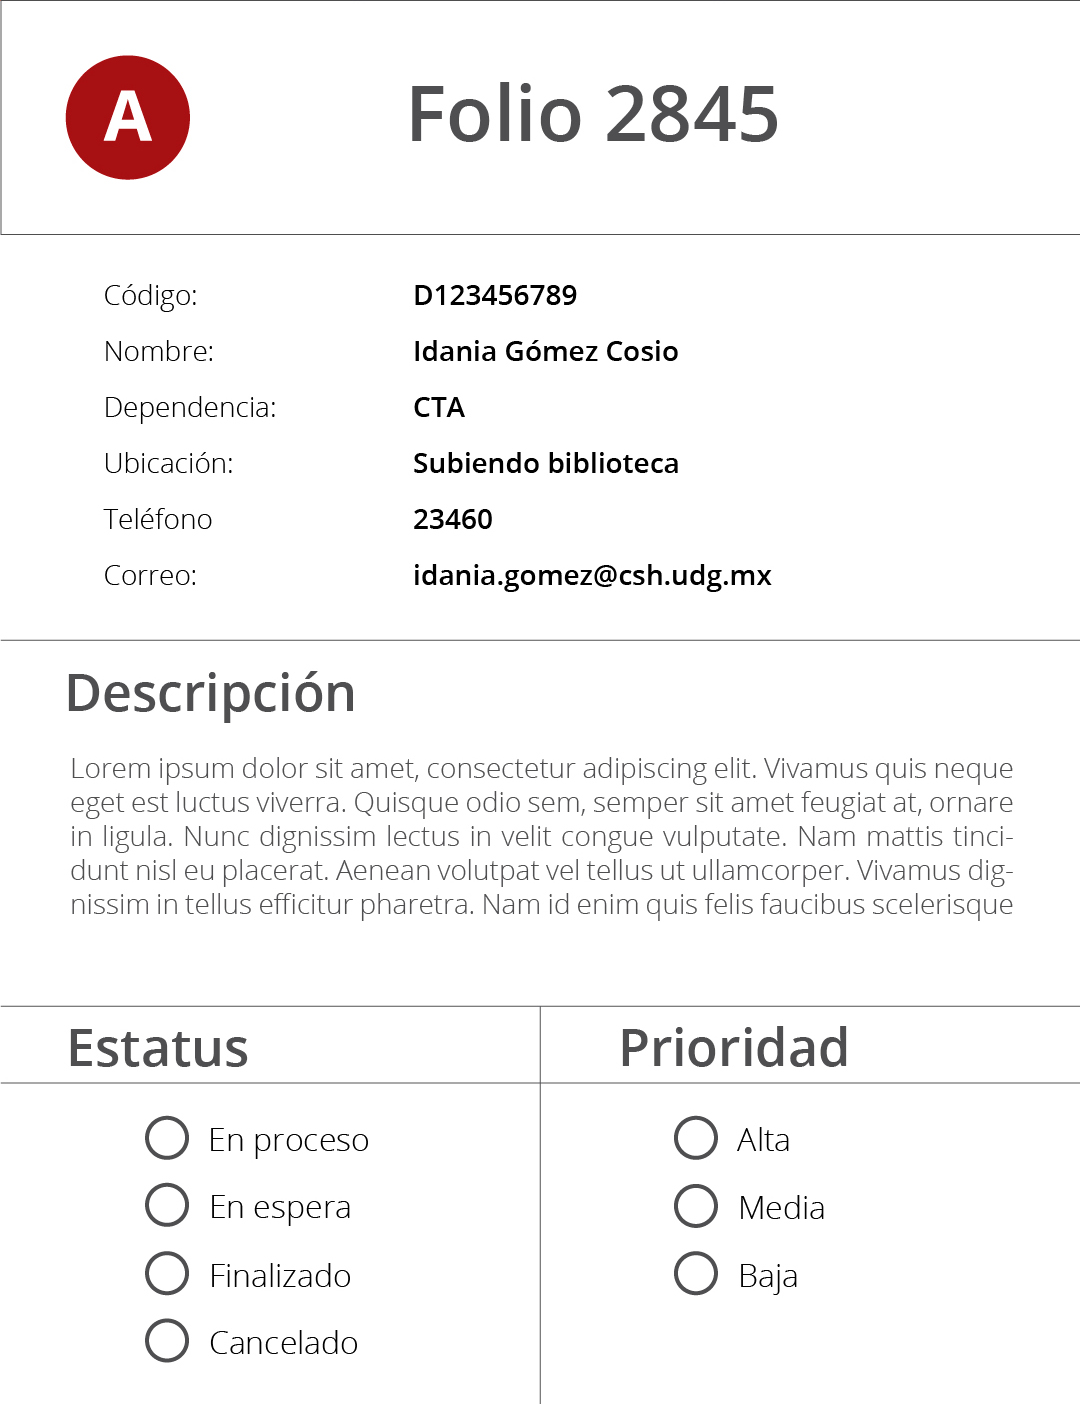 A
Folio 2845
Código: D123456789
Nombre: Idania Gómez Cosio
Dependencia: CTA
Ubicación: Subiendo biblioteca
Teléfono 23460
Correo: idania.gomez@csh.udg.mx
Descripción
Lorem ipsum dolor sit amet, consectetur adipiscing elit. Vivamus quis neque
eget est luctus viverra. Quisque odio sem, semper sit amet feugiat at, ornare
in ligula. Nunc dignissim lectus in velit congue vulputate. Nam mattis tinci-
dunt nisl eu placerat. Aenean volutpat vel tellus ut ullamcorper. Vivamus dig-
nissim in tellus efficitur pharetra. Nam id enim quis felis faucibus scelerisque
Estatus
En proceso
En espera
Finalizado
Cancelado
Prioridad
Alta
Media
Baja